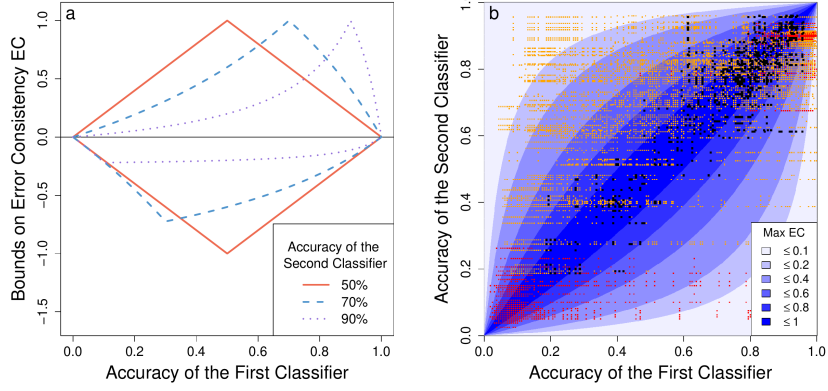 a
Bounds on Error Consistency EC
1.0
0.5
0.0
−0.5
−1.0
−1.5
0.0 0.2 0.4 0.6 0.8 1.0
Accuracy of the First Classifier
Accuracy of the
Second Classifier
50%
70%
90%
b
Accuracy of the Second Classifier
1.0
0.8
0.6
0.4
0.2
0.0
0.0 0.2 0.4 0.6 0.8 1.0
Accuracy of the First Classifier
Max EC
≤ 0.1
≤ 0.2
≤ 0.4
≤ 0.6
≤ 0.8
≤ 1